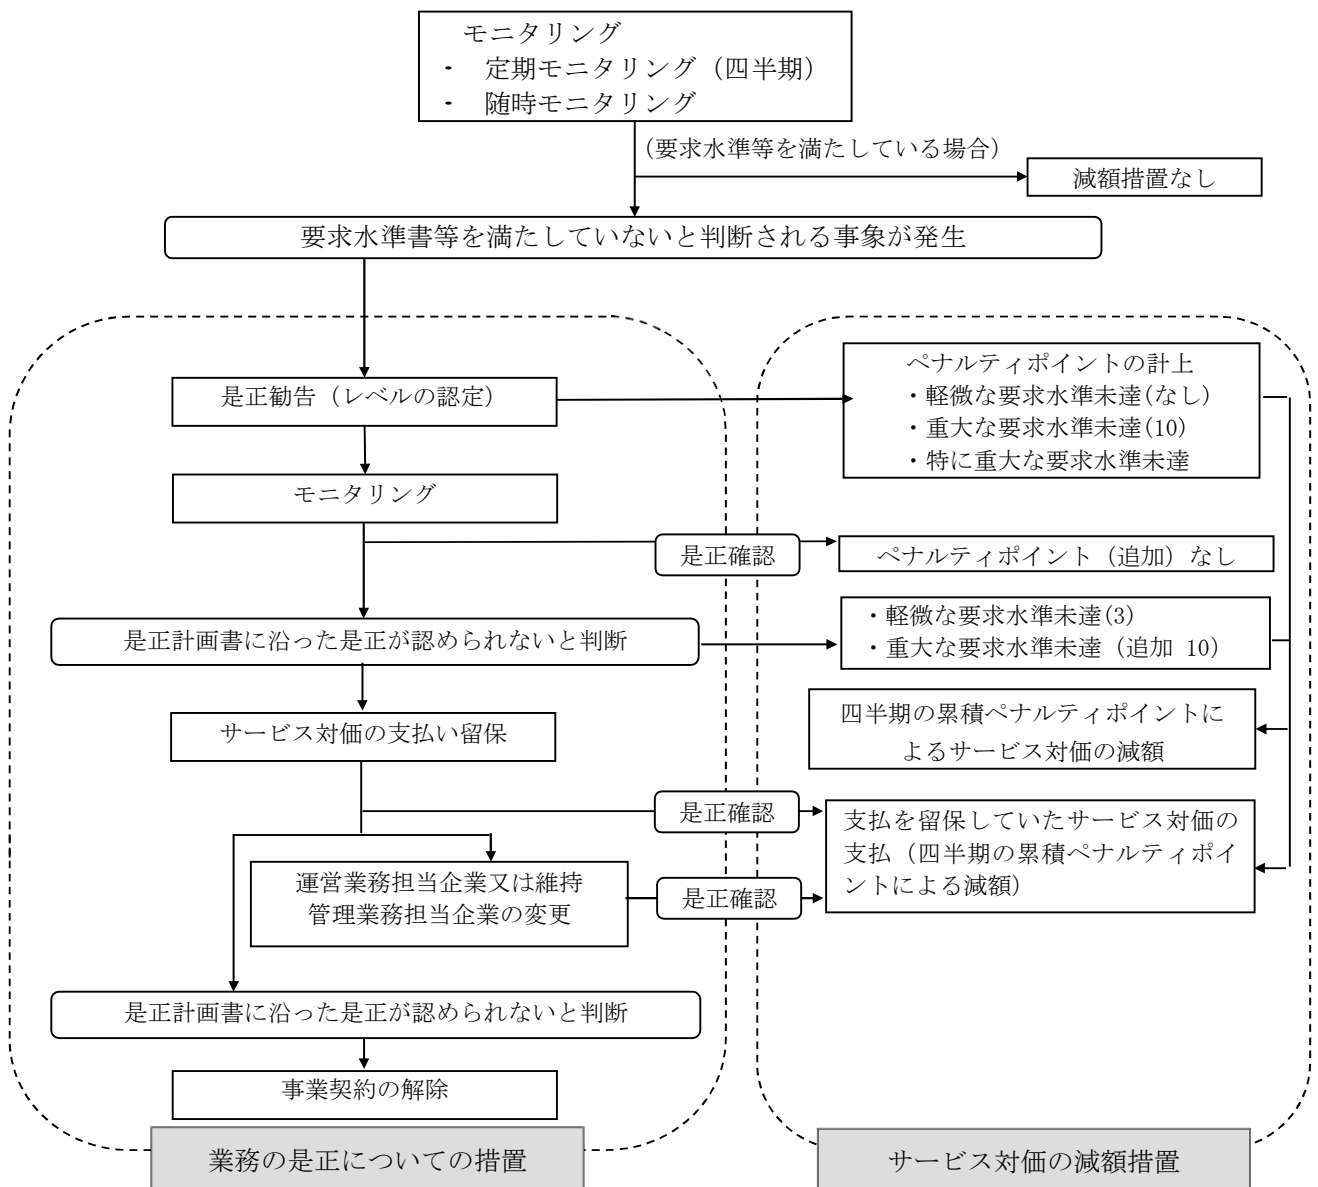 モニタリング
・ 定期モニタリング（四半期）
・ 随時モニタリング
(要求水準等を満たしている場合)
減額措置なし
要求水準書等を満たしていないと判断される事象が発生
是正勧告（レベルの認定）
ペナルティポイントの計上
・軽微な要求水準未達(なし)
・重大な要求水準未達(10)
・特に重大な要求水準未達
モニタリング
是正確認
ペナルティポイント（追加）なし
是正計画書に沿った是正が認められないと判断
・軽微な要求水準未達(3)
・重大な要求水準未達（追加 10）
サービス対価の支払い留保
四半期の累積ペナルティポイントに
よるサービス対価の減額
是正確認
支払を留保していたサービス対価の
支払（四半期の累積ペナルティポイ
ントによる減額）
運営業務担当企業又は維持
管理業務担当企業の変更
是正確認
是正計画書に沿った是正が認められないと判断
事業契約の解除
業務の是正についての措置
サービス対価の減額措置